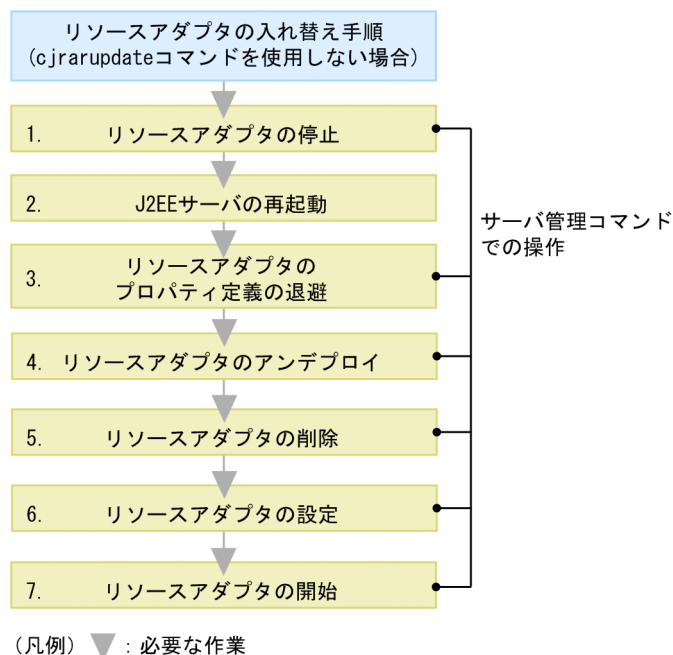 リソースアダプタの入れ替え手順
(cjrarupdateコマンドを使用しない場合)
1. リソースアダプタの停止
2. J2EEサーバの再起動
3. リソースアダプタの
プロパティ定義の退避
4. リソースアダプタのアンデプロイ
5. リソースアダプタの削除
6. リソースアダプタの設定
7. リソースアダプタの開始
サーバ管理コマンド
での操作
(凡例) ▼ : 必要な作業